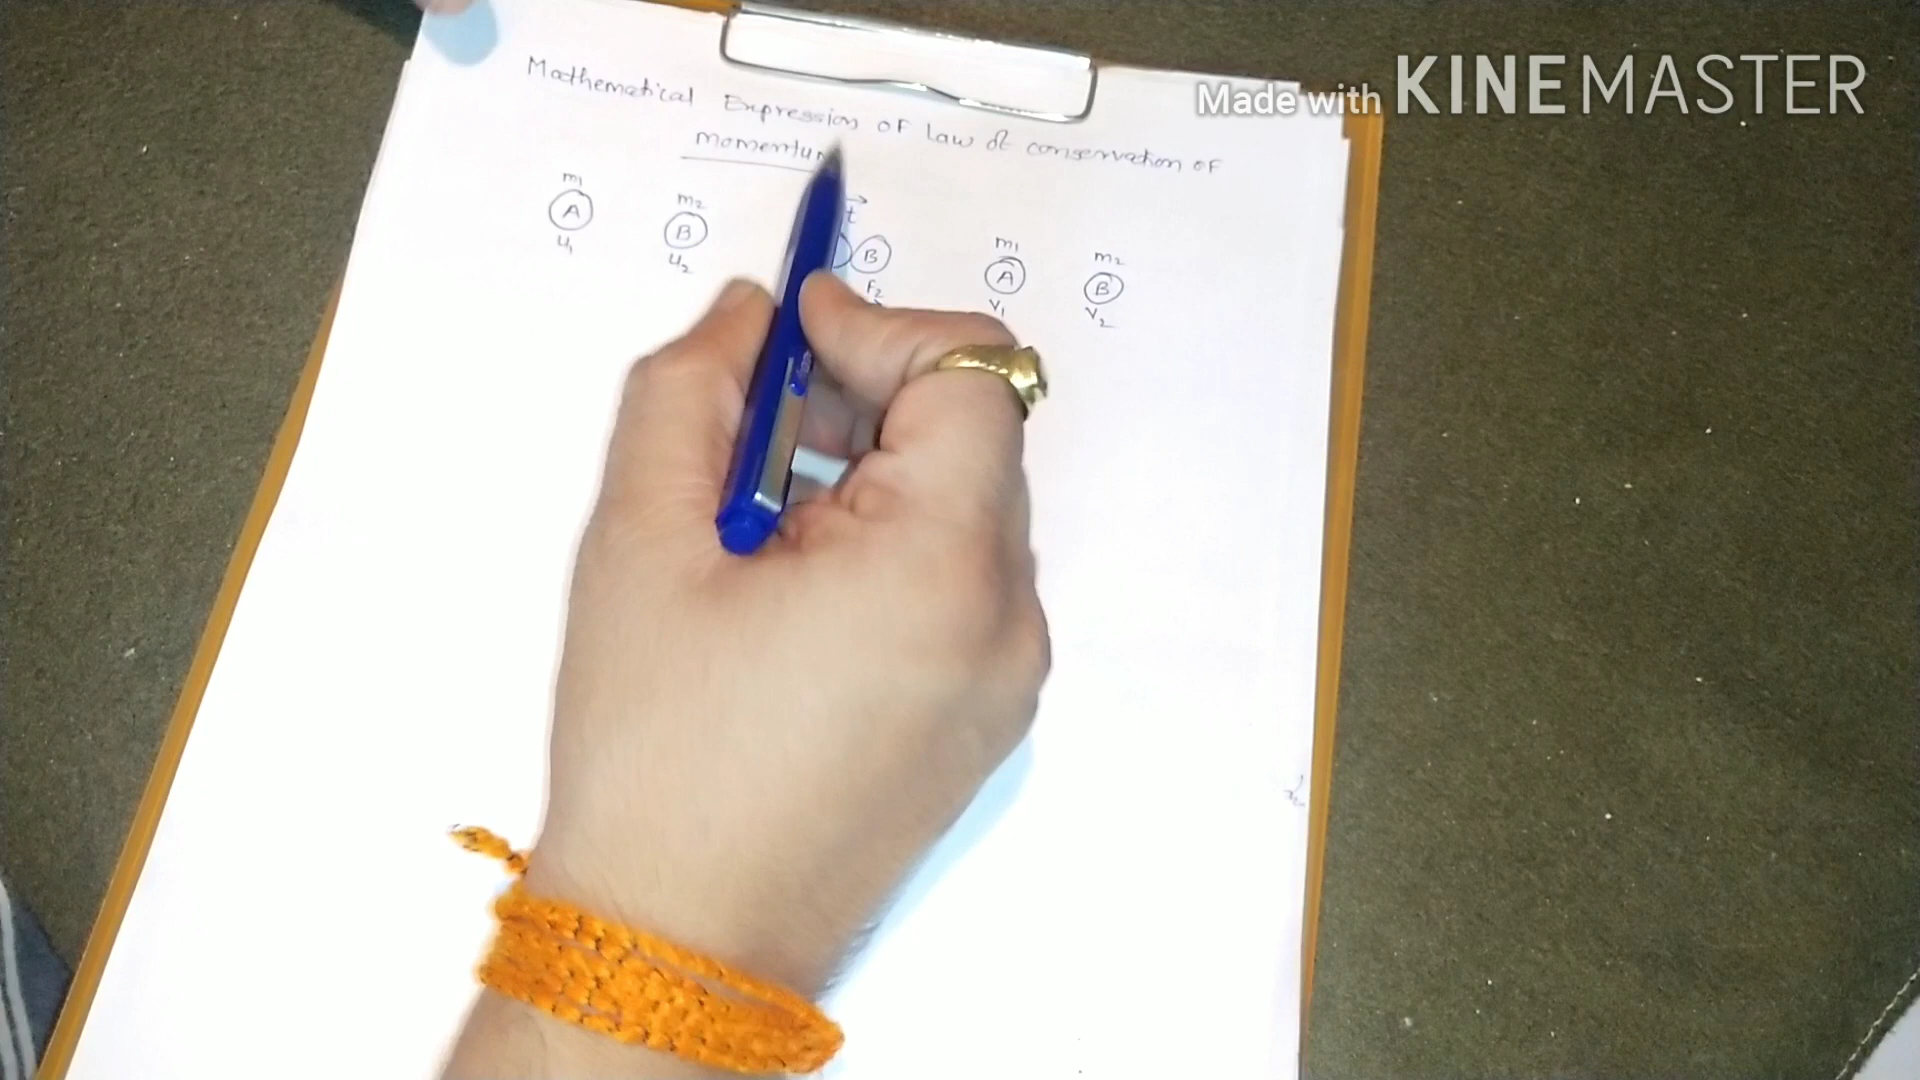 Made with KINEMASTER
Mathematical Expression of Law of conservation of
momentum
m1 m2 t m1 m2
A B B A B
u1 u2 F2 v1 v2